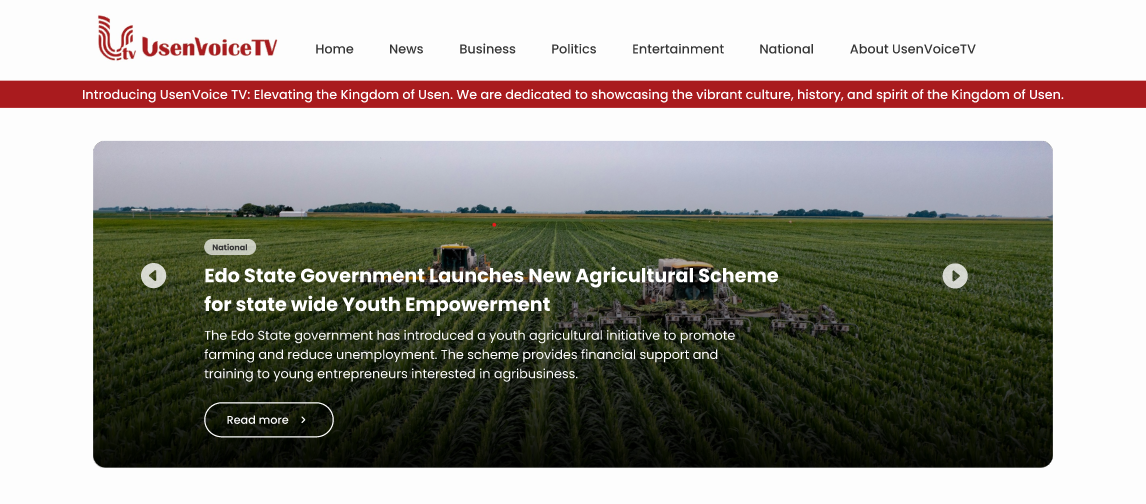 tv UsenVoiceTV
Home News Business Politics Entertainment National About UsenVoiceTV
Introducing UsenVoice TV: Elevating the Kingdom of Usen. We are dedicated to showcasing the vibrant culture, history, and spirit of the Kingdom of Usen.
National
Edo State Government Launches New Agricultural Scheme
for state wide Youth Empowerment
The Edo State government has introduced a youth agricultural initiative to promote
farming and reduce unemployment. The scheme provides financial support and
training to young entrepreneurs interested in agribusiness.
Read more